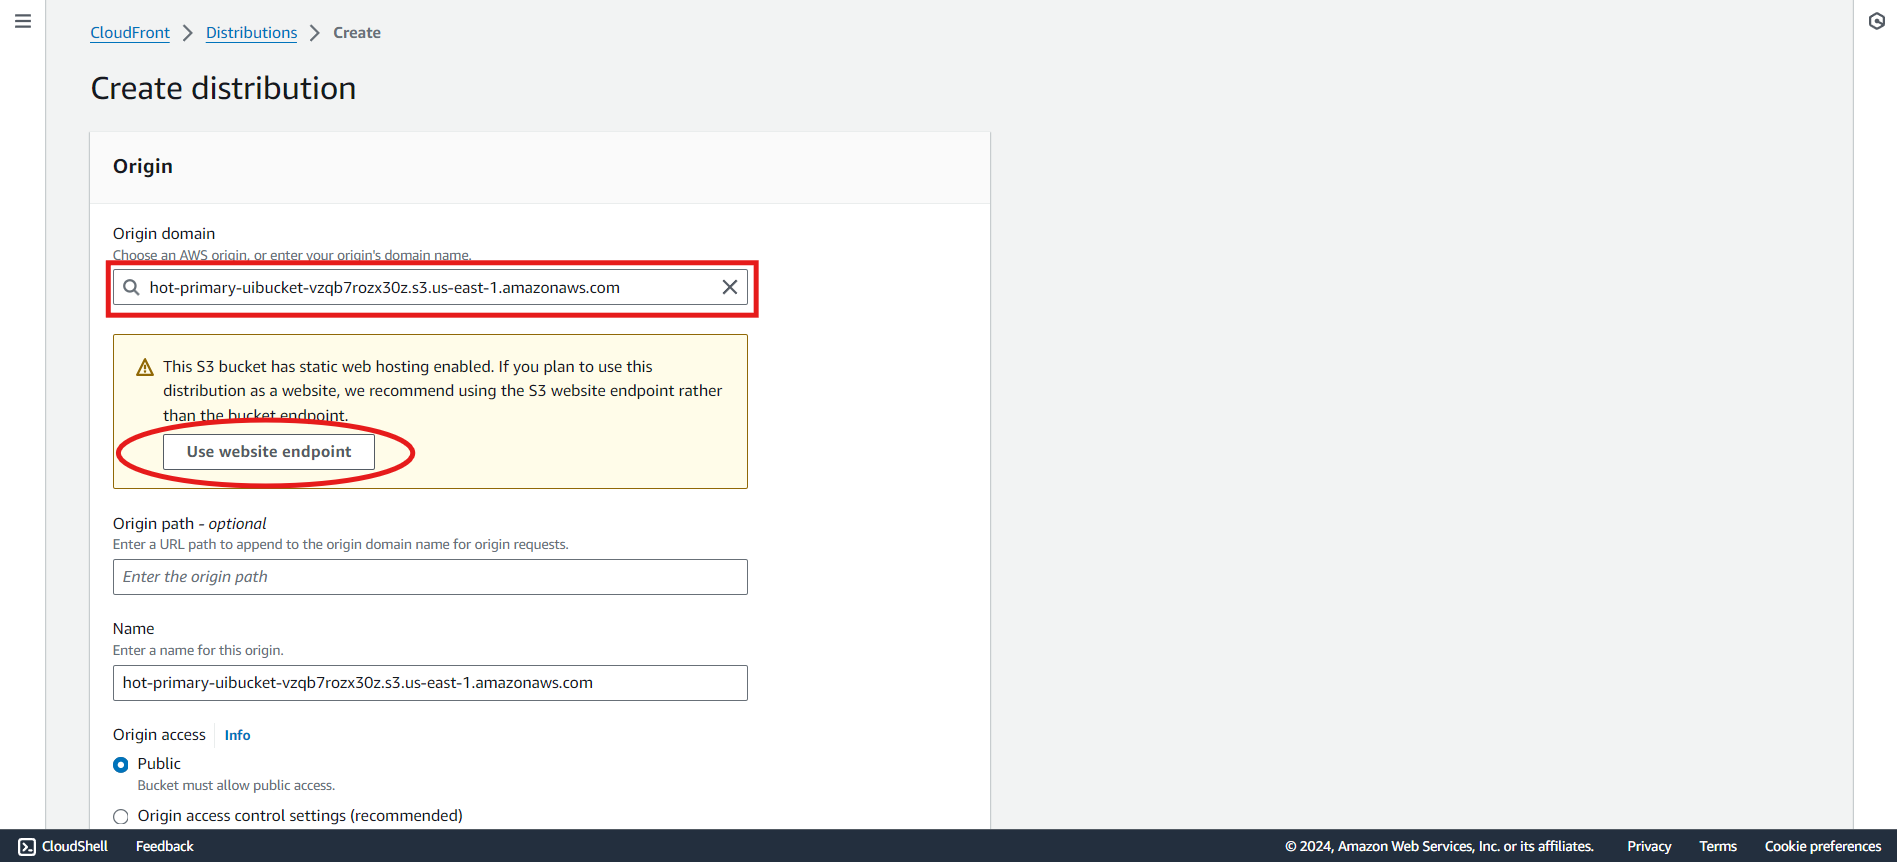 CloudFront > Distributions > Create
Create distribution
Origin
Origin domain
Choose an AWS origin, or enter your origin's domain name.
hot-primary-uibucket-vzqb7rozx30z.s3.us-east-1.amazonaws.com
This S3 bucket has static web hosting enabled. If you plan to use this
distribution as a website, we recommend using the S3 website endpoint rather
than the bucket endpoint.
Use website endpoint
Origin path - optional
Enter a URL path to append to the origin domain name for origin requests.
Enter the origin path
Name
Enter a name for this origin.
hot-primary-uibucket-vzqb7rozx30z.s3.us-east-1.amazonaws.com
Origin access Info
Public
Bucket must allow public access.
Origin access control settings (recommended)
CloudShell Feedback © 2024, Amazon Web Services, Inc. or its affiliates. Privacy Terms Cookie preferences